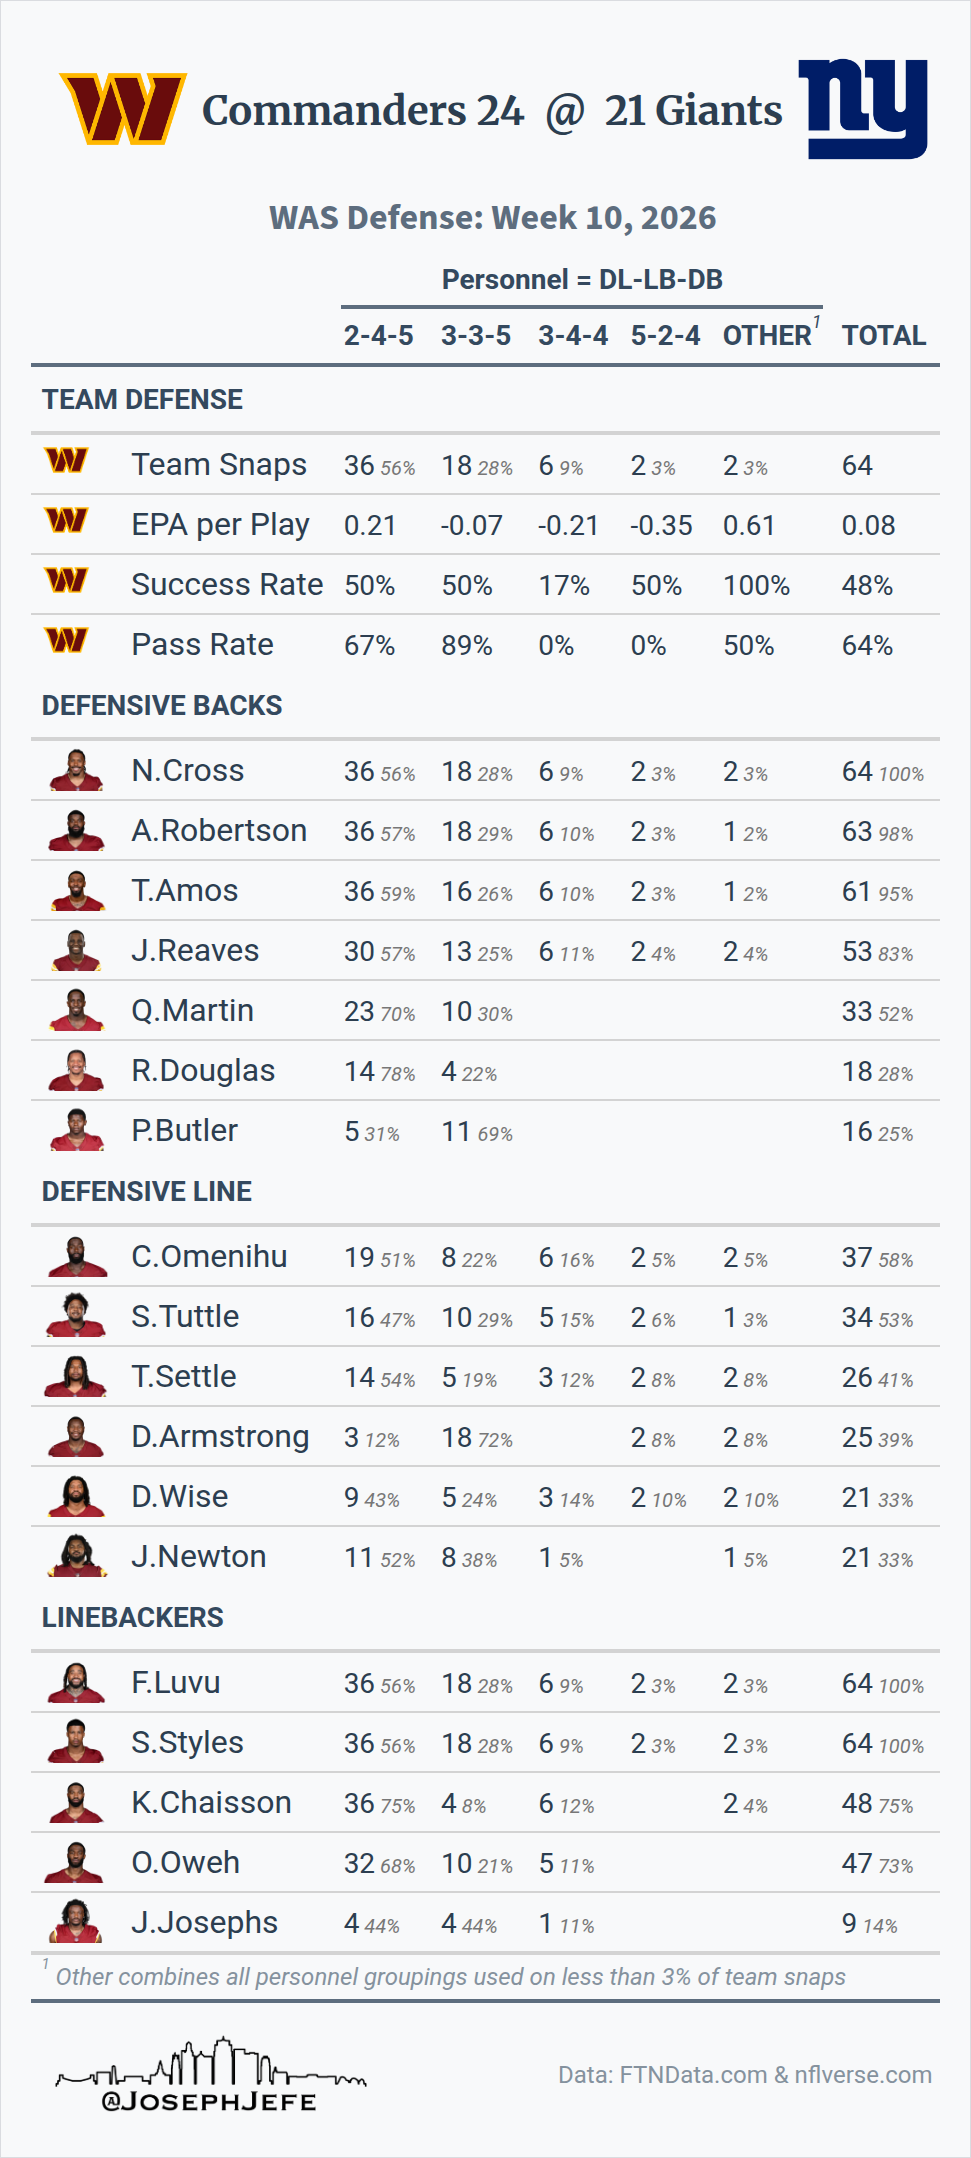 Commanders 24 @ 21 Giants
WAS Defense: Week 10, 2026
Personnel = DL-LB-DB
2-4-5 3-3-5 3-4-4 5-2-4 OTHER1 TOTAL
TEAM DEFENSE
Team Snaps 36 56% 18 28% 6 9% 2 3% 2 3% 64
EPA per Play 0.21 -0.07 -0.21 -0.35 0.61 0.08
Success Rate 50% 50% 17% 50% 100% 48%
Pass Rate 67% 89% 0% 0% 50% 64%
DEFENSIVE BACKS
N.Cross 36 56% 18 28% 6 9% 2 3% 2 3% 64 100%
A.Robertson 36 57% 18 29% 6 10% 2 3% 1 2% 63 98%
T.Amos 36 59% 16 26% 6 10% 2 3% 1 2% 61 95%
J.Reaves 30 57% 13 25% 6 11% 2 4% 2 4% 53 83%
Q.Martin 23 70% 10 30% 33 52%
R.Douglas 14 78% 4 22% 18 28%
P.Butler 5 31% 11 69% 16 25%
DEFENSIVE LINE
C.Omenihu 19 51% 8 22% 6 16% 2 5% 2 5% 37 58%
S.Tuttle 16 47% 10 29% 5 15% 2 6% 1 3% 34 53%
T.Settle 14 54% 5 19% 3 12% 2 8% 2 8% 26 41%
D.Armstrong 3 12% 18 72% 2 8% 2 8% 25 39%
D.Wise 9 43% 5 24% 3 14% 2 10% 2 10% 21 33%
J.Newton 11 52% 8 38% 1 5% 1 5% 21 33%
LINEBACKERS
F.Luvu 36 56% 18 28% 6 9% 2 3% 2 3% 64 100%
S.Styles 36 56% 18 28% 6 9% 2 3% 2 3% 64 100%
K.Chaisson 36 75% 4 8% 6 12% 2 4% 48 75%
O.Oweh 32 68% 10 21% 5 11% 47 73%
J.Josephs 4 44% 4 44% 1 11% 9 14%
1 Other combines all personnel groupings used on less than 3% of team snaps
@JOSEPHJEFE
Data: FTNData.com & nflverse.com